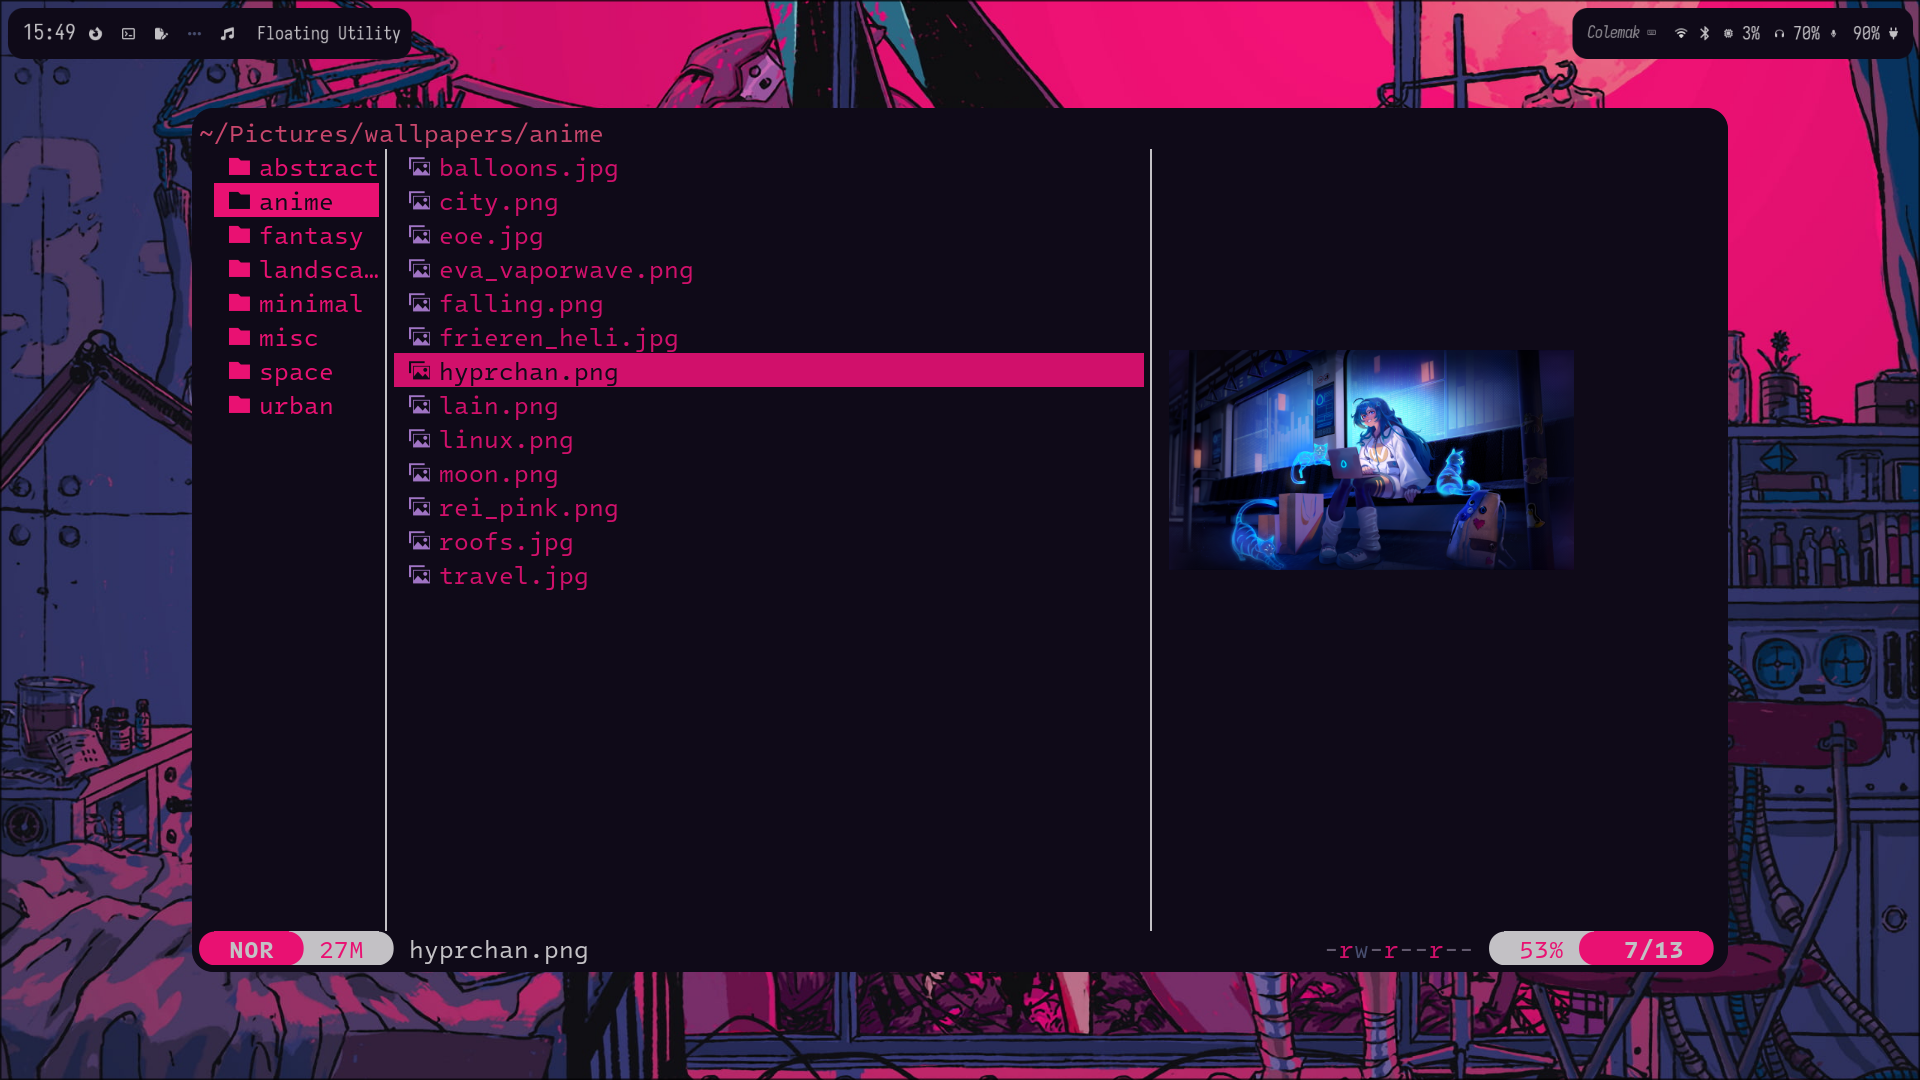 15:49 Floating Utility
Colemak 3% 70% 90%
~/Pictures/wallpapers/anime
abstract
anime
fantasy
landsca…
minimal
misc
space
urban
balloons.jpg
city.png
eoe.jpg
eva_vaporwave.png
falling.png
frieren_heli.jpg
hyprchan.png
lain.png
linux.png
moon.png
rei_pink.png
roofs.jpg
travel.jpg
NOR 27M hyprchan.png
-rw-r--r-- 53% 7/13